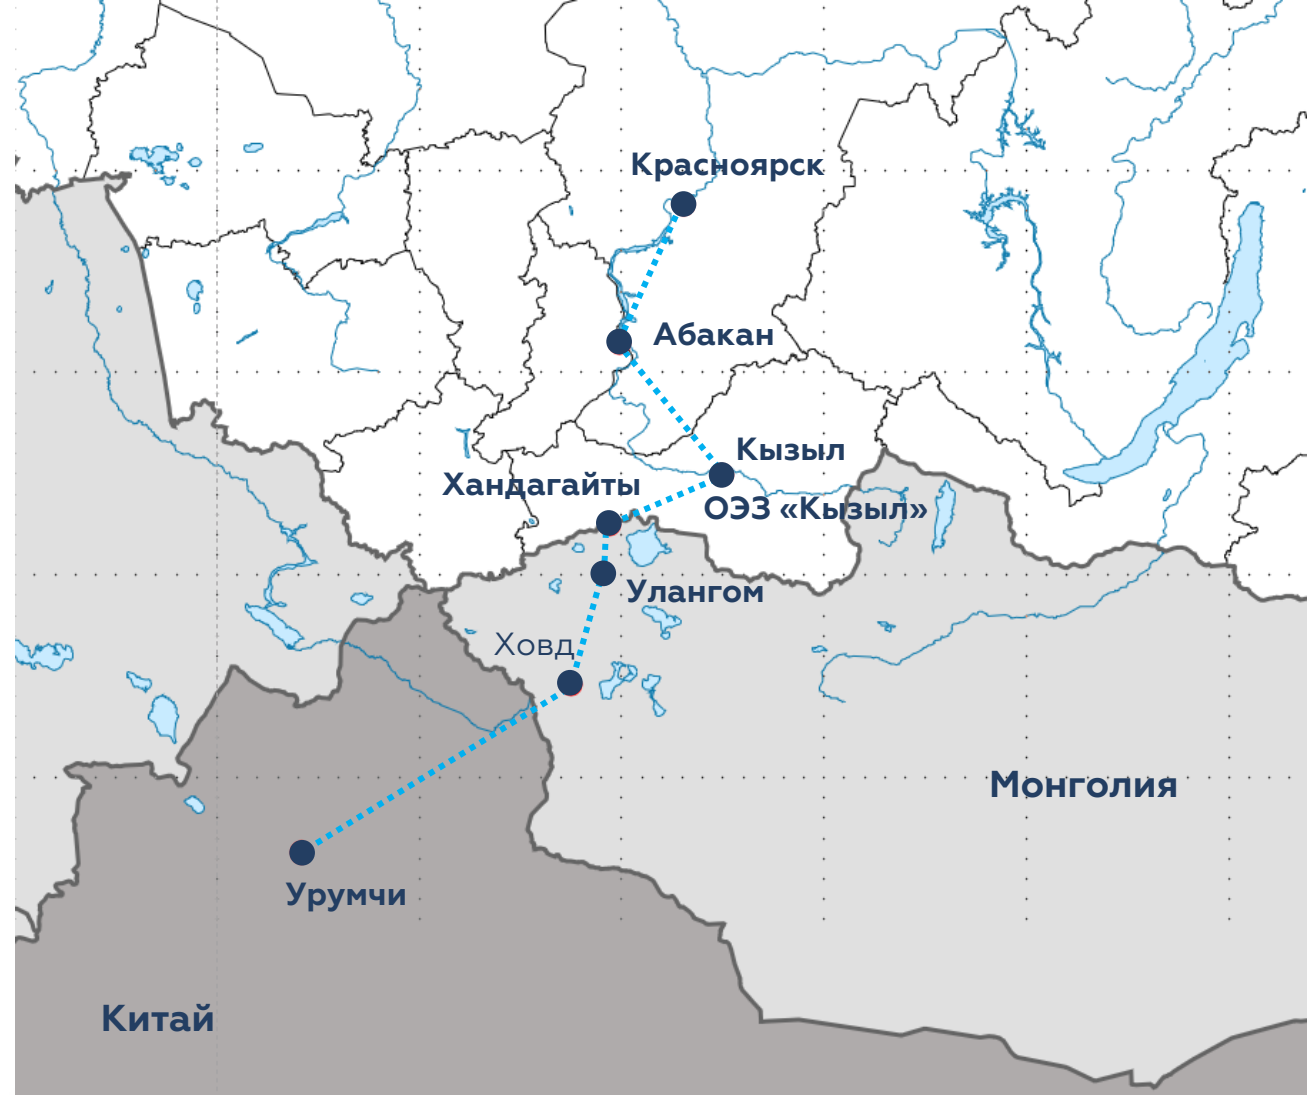 Красноярск
Абакан
Кызыл
Хандагайты
ОЭЗ «Кызыл»
Улангом
Ховд
Монголия
Урумчи
Китай